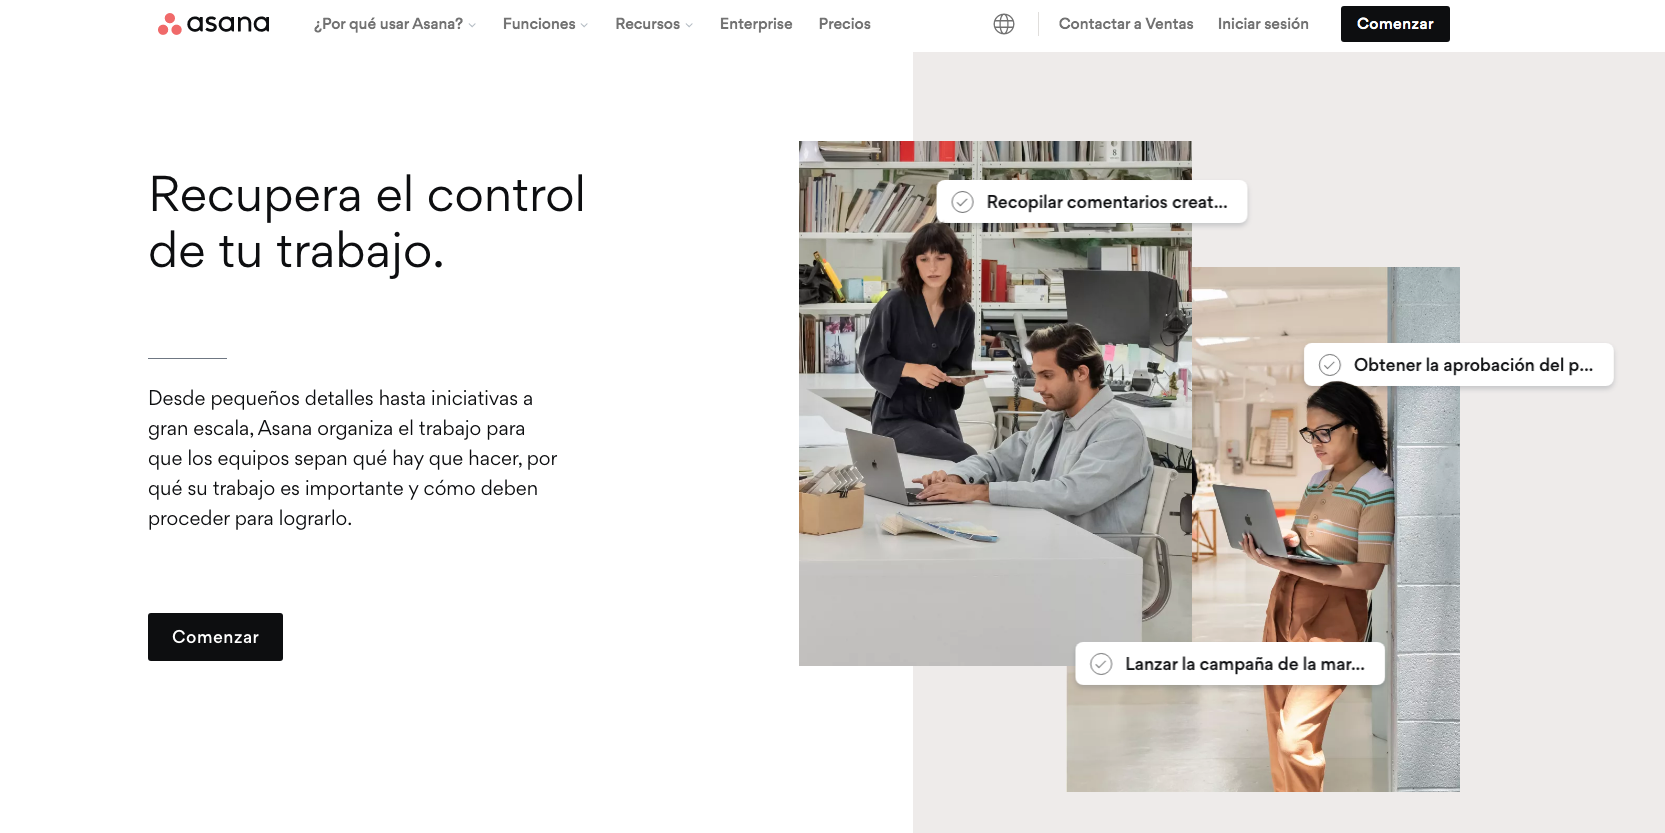 asana
¿Por qué usar Asana?
Funciones
Recursos
Enterprise
Precios
Contactar a Ventas
Iniciar sesión
Comenzar
Recupera el control
de tu trabajo.
Desde pequeños detalles hasta iniciativas a
gran escala, Asana organiza el trabajo para
que los equipos sepan qué hay que hacer, por
qué su trabajo es importante y cómo deben
proceder para lograrlo.
Comenzar
Recopilar comentarios creat...
Obtener la aprobación del p...
Lanzar la campaña de la mar...